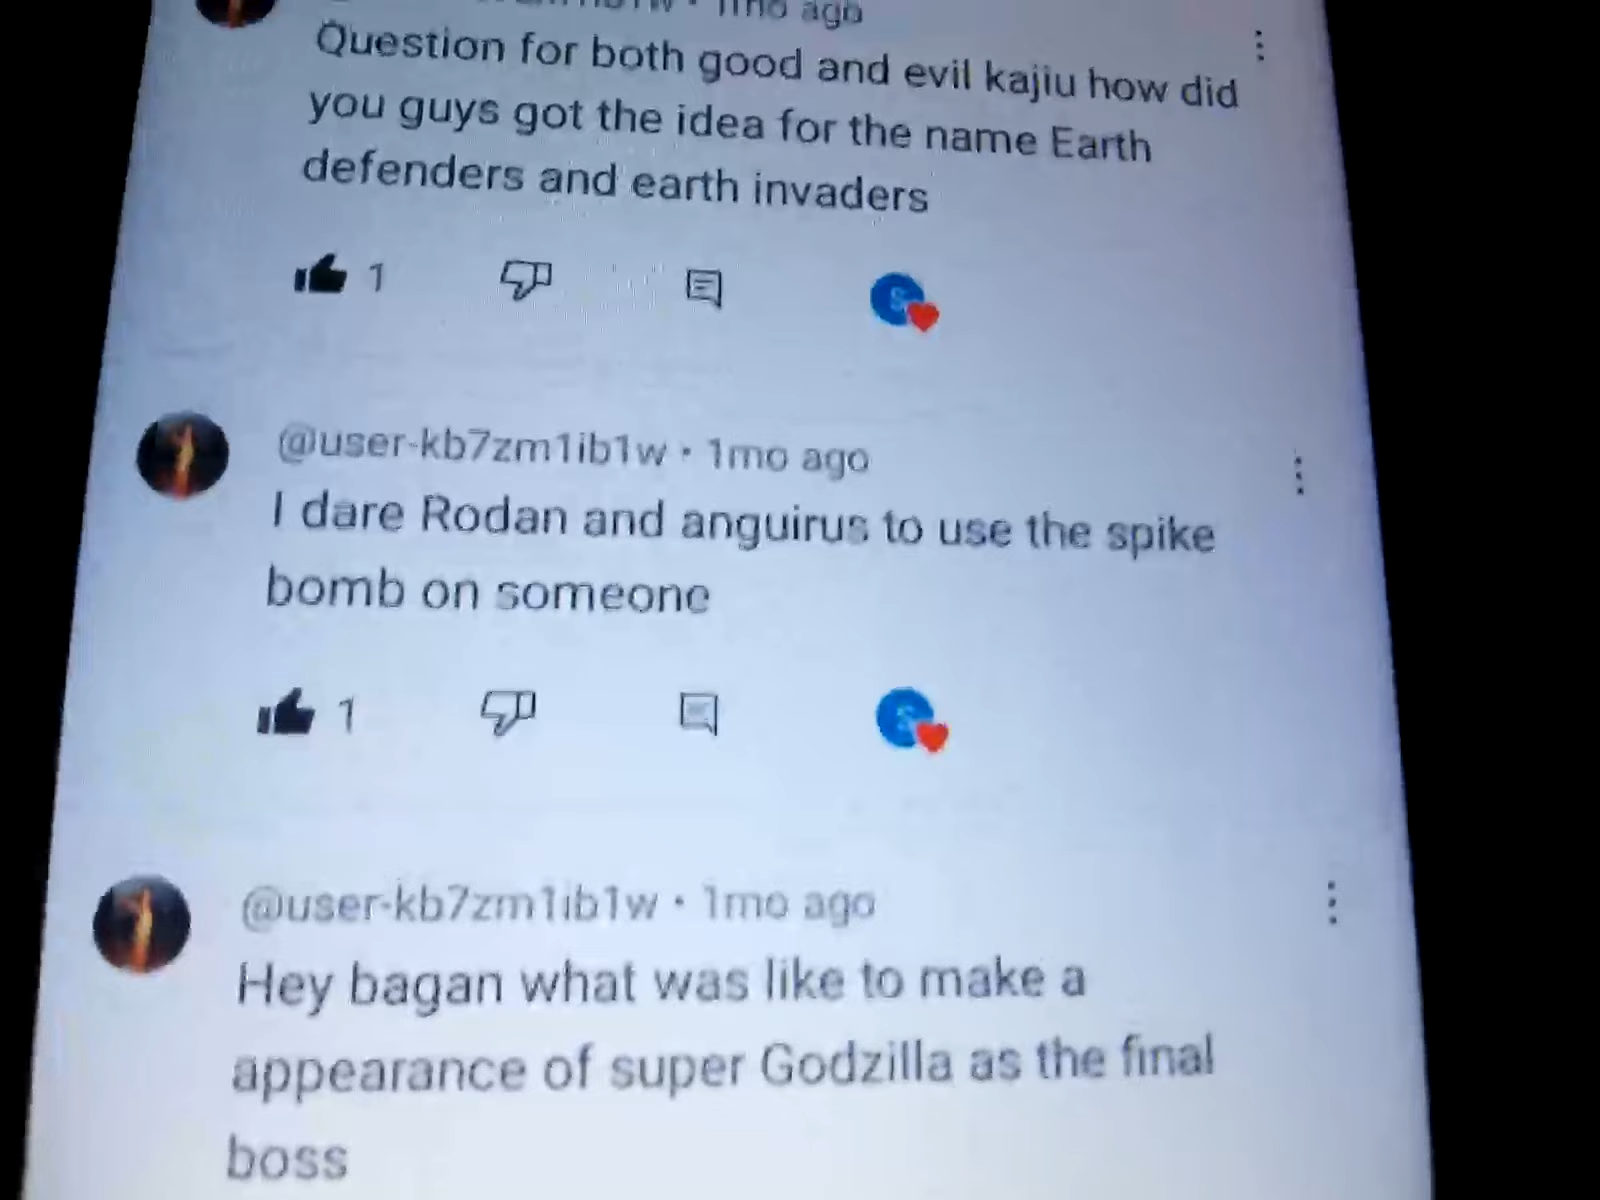 1mo ago
Question for both good and evil kajiu how did
you guys got the idea for the name Earth
defenders and earth invaders
1
@user-kb7zm1ib1w • 1mo ago
I dare Rodan and anguirus to use the spike
bomb on someone
1
@user-kb7zm1ib1w • 1mo ago
Hey bagan what was like to make a
appearance of super Godzilla as the final
boss